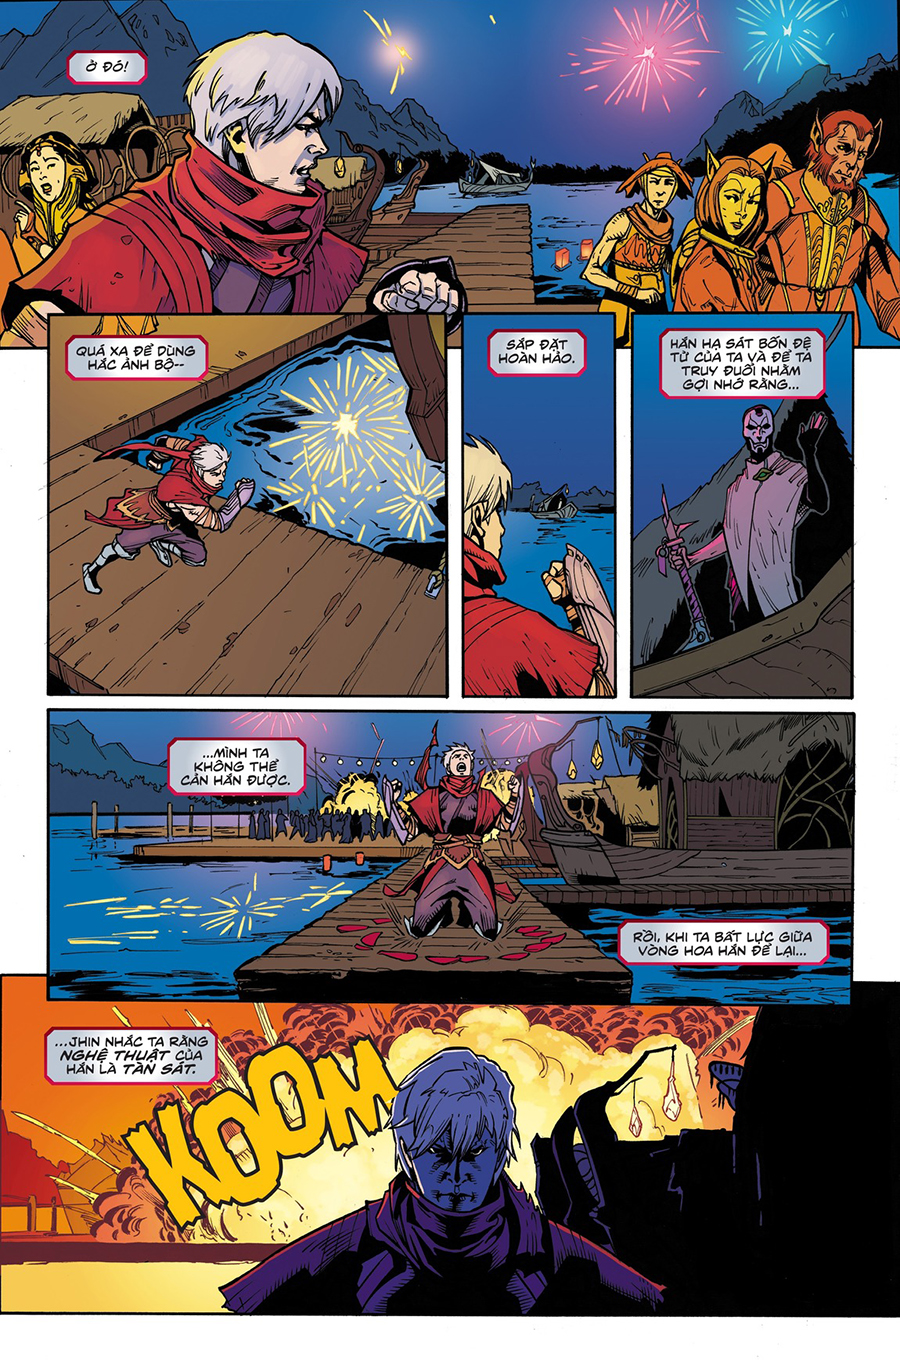 Ở ĐÓ!
QUÁ XA ĐỂ DÙNG
HẮC ẢNH BỘ--
SẮP ĐẶT
HOÀN HẢO.
HẮN HẠ SÁT BỐN ĐỆ
TỬ CỦA TA VÀ ĐỂ TA
TRUY ĐUỔI NHẰM
GỢI NHỚ RẰNG...
...MÌNH TA
KHÔNG THỂ
CẢN HẮN ĐƯỢC.
RỒI, KHI TA BẤT LỰC GIỮA
VÒNG HOA HẮN ĐỂ LẠI...
...JHIN NHẮC TA RẰNG
NGHỆ THUẬT CỦA
HẮN LÀ TÀN SÁT.
KOOM